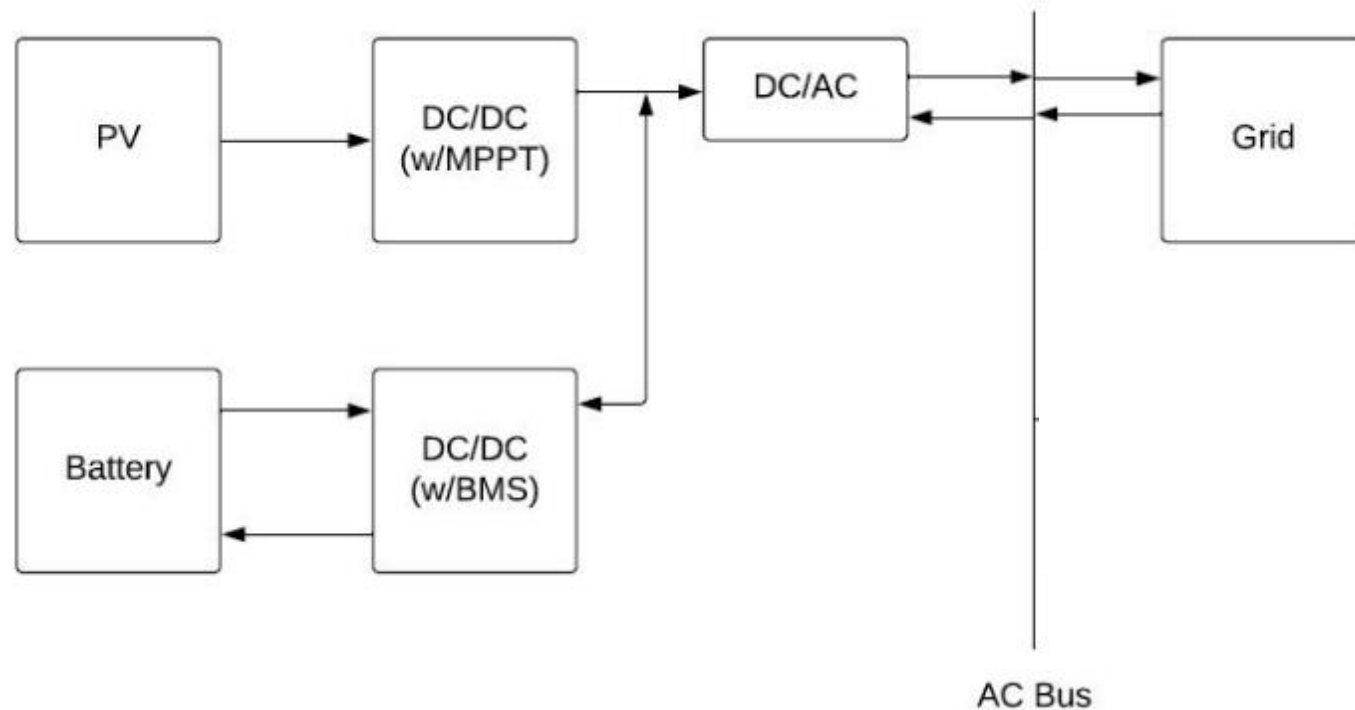 PV
DC/DC
(w/MPPT)
DC/AC
Grid
Battery
DC/DC
(w/BMS)
AC Bus